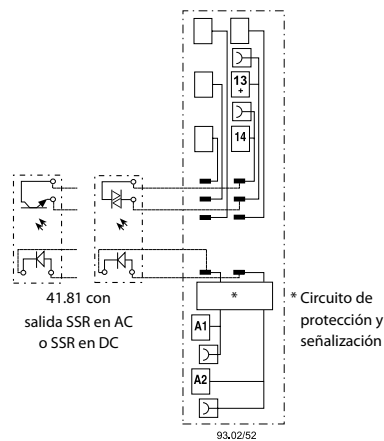 13
+
14
41.81 con
salida SSR en AC
o SSR en DC
*
* Circuito de
protección y
señalización
A1
A2
93.02/52